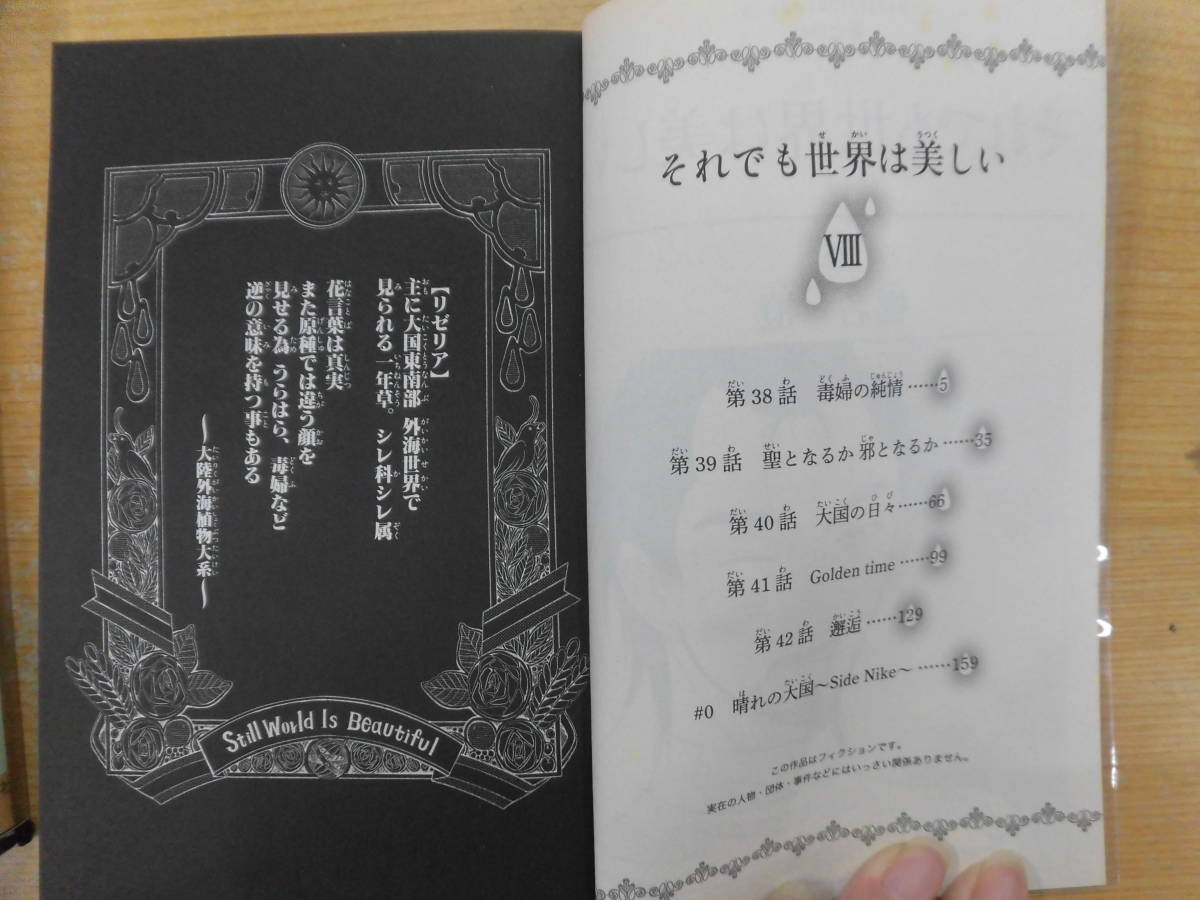 【リゼリア】
主に大国東南部 外海世界で
見られる一年草。シレ科シレ属
花言葉は真実
また原種では違う顔を
見せる為 うらはら、毒婦など
逆の意味を持つ事もある
〜大陸外海植物大系〜
Still World Is Beautiful
それでも世界は美しい
VIII
第38話 毒婦の純情……5
第39話 聖となるか 邪となるか……35
第40話 大国の日々……66
第41話 Golden time……99
第42話 邂逅……129
#0 晴れの大国〜Side Nike〜……159
この作品はフィクションです。
実在の人物・団体・事件などにはいっさい関係ありません。